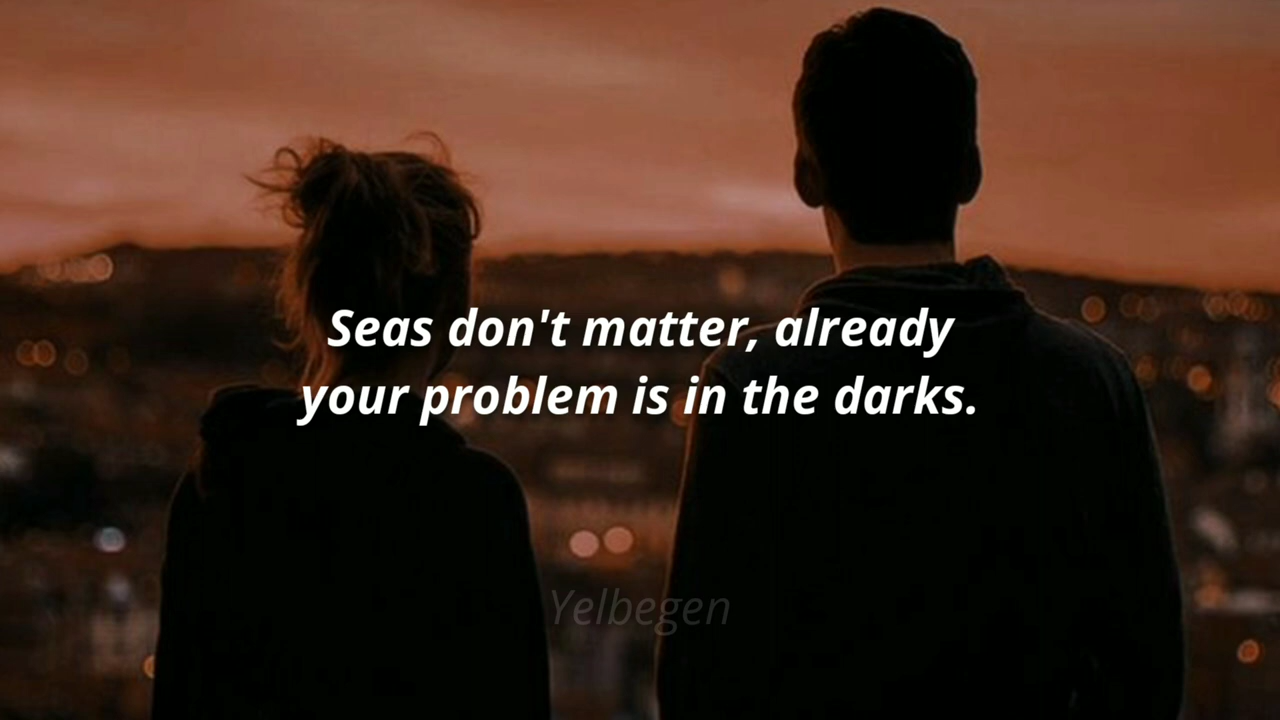 Seas don't matter, already
your problem is in the darks.
Yelbegen